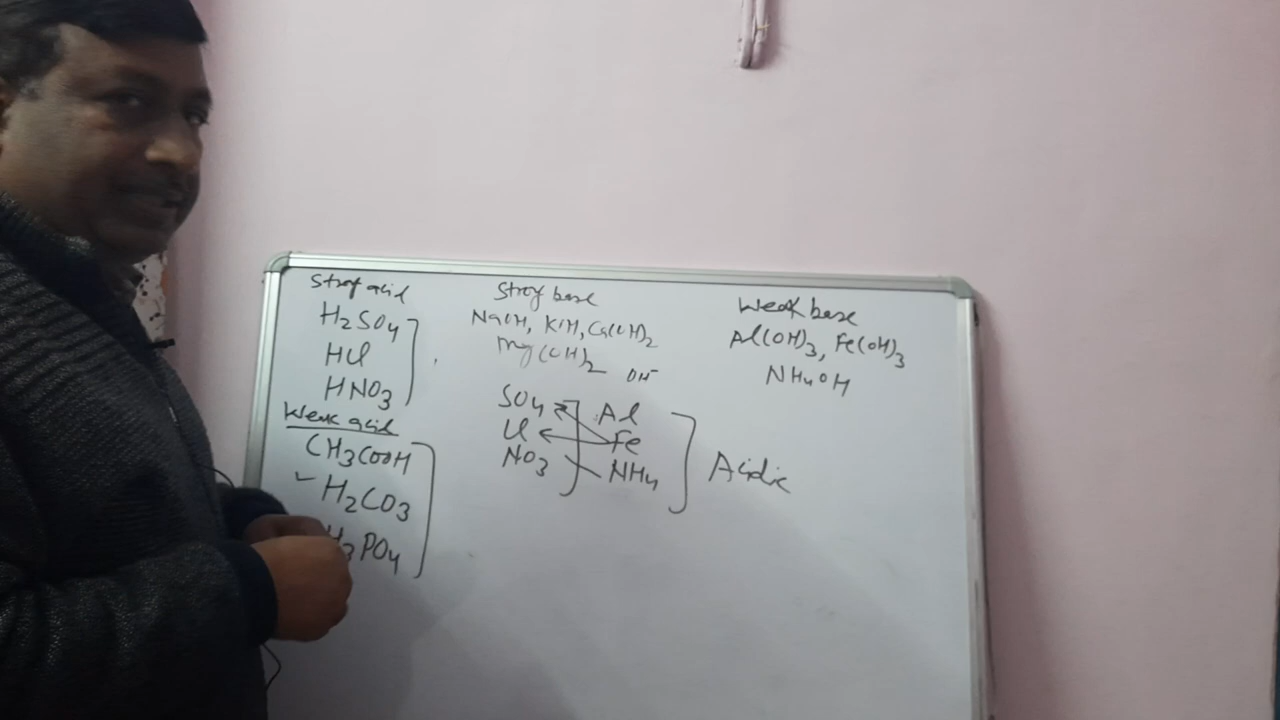 Strong acid
H2SO4
HCl
HNO3
Weak acid
CH3COOH
H2CO3
H3PO4
Strong base
NaOH, KOH, Ca(OH)2
Mg(OH)2
OH-
SO4 Al
Cl Fe
NO3 NH4
Acidic
Weak base
Al(OH)3, Fe(OH)3
NH4OH